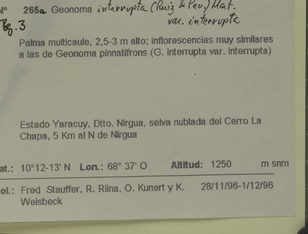 Nº 265a Geonoma interrupta (Ruiz & Pav.) Mart.
var. interrupta
Pg. 3
Palma multicaule, 2,5-3 m alto; inflorescencias muy similares
a las de Geonoma pinnatifrons (G. interrupta var. interrupta)
Estado Yaracuy, Dtto. Nirgua, selva nublada del Cerro La
Chapa, 5 Km al N de Nirgua
at.: 10°12-13' N Lon.: 68° 37' O Altitud: 1250 m snm
ol.: Fred Stauffer, R. Riina, O. Kunert y K. 28/11/96-1/12/96
Weisbeck